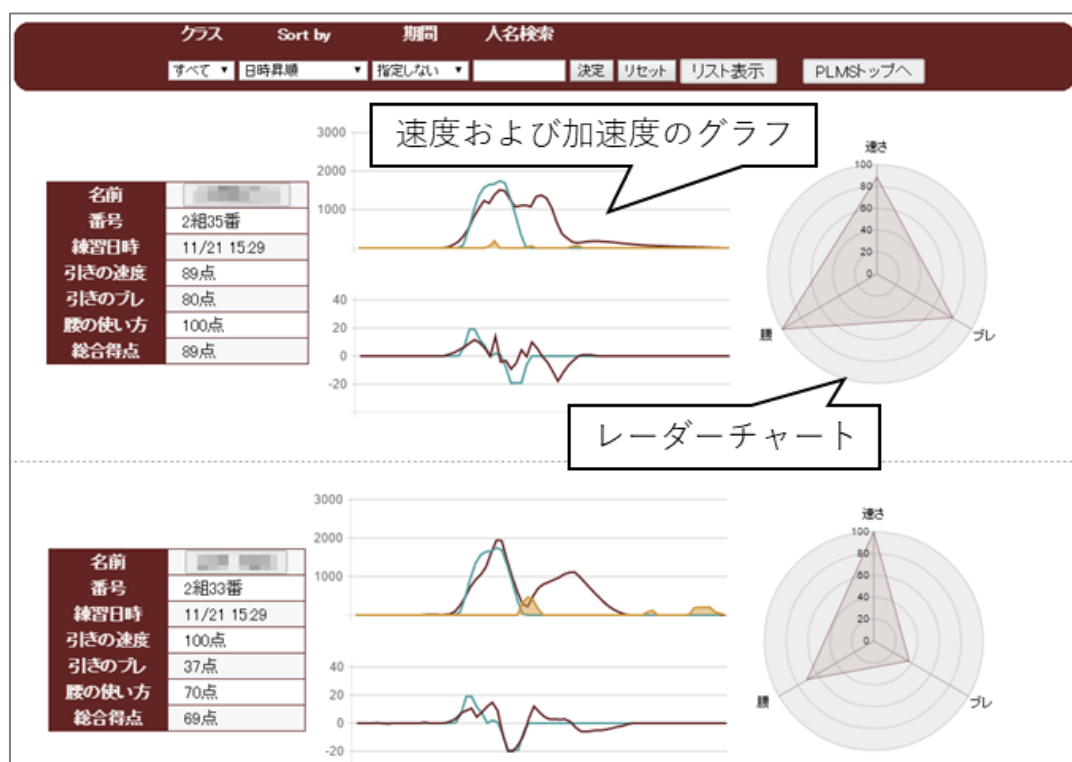 クラス Sort by 期間 人名検索
すべて 日時昇順 指定しない 決定 リセット リスト表示 PLMSトップへ
速度および加速度のグラフ
3000
2000
1000
40
20
0
-20
名前
番号 2組35番
練習日時 11/21 15:29
引きの速度 89点
引きのブレ 80点
腰の使い方 100点
総合得点 89点
速さ
100
80
60
40
20
0
腰 ブレ
レーダーチャート
3000
2000
1000
40
20
0
-20
名前
番号 2組33番
練習日時 11/21 15:29
引きの速度 100点
引きのブレ 37点
腰の使い方 70点
総合得点 69点
速さ
100
80
60
40
20
0
腰 ブレ